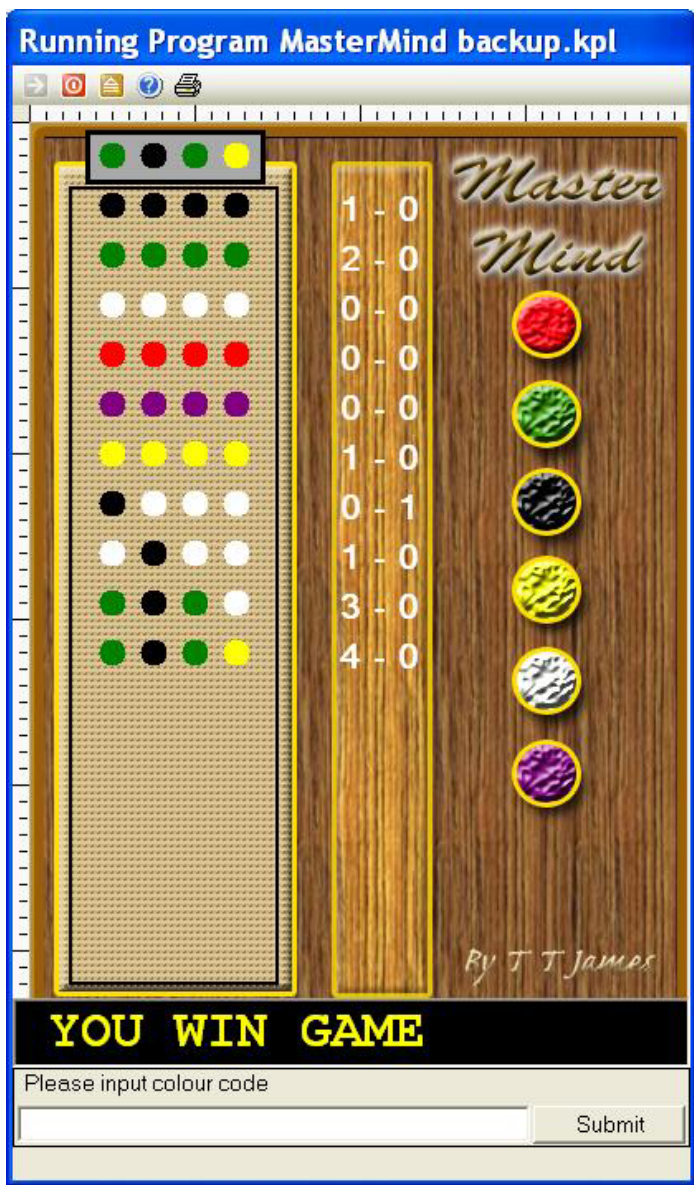 Running Program MasterMind backup.kpl
Master
Mind
1 - 0
2 - 0
0 - 0
0 - 0
0 - 0
1 - 0
0 - 1
1 - 0
3 - 0
4 - 0
By T T James
YOU WIN GAME
Please input colour code
Submit